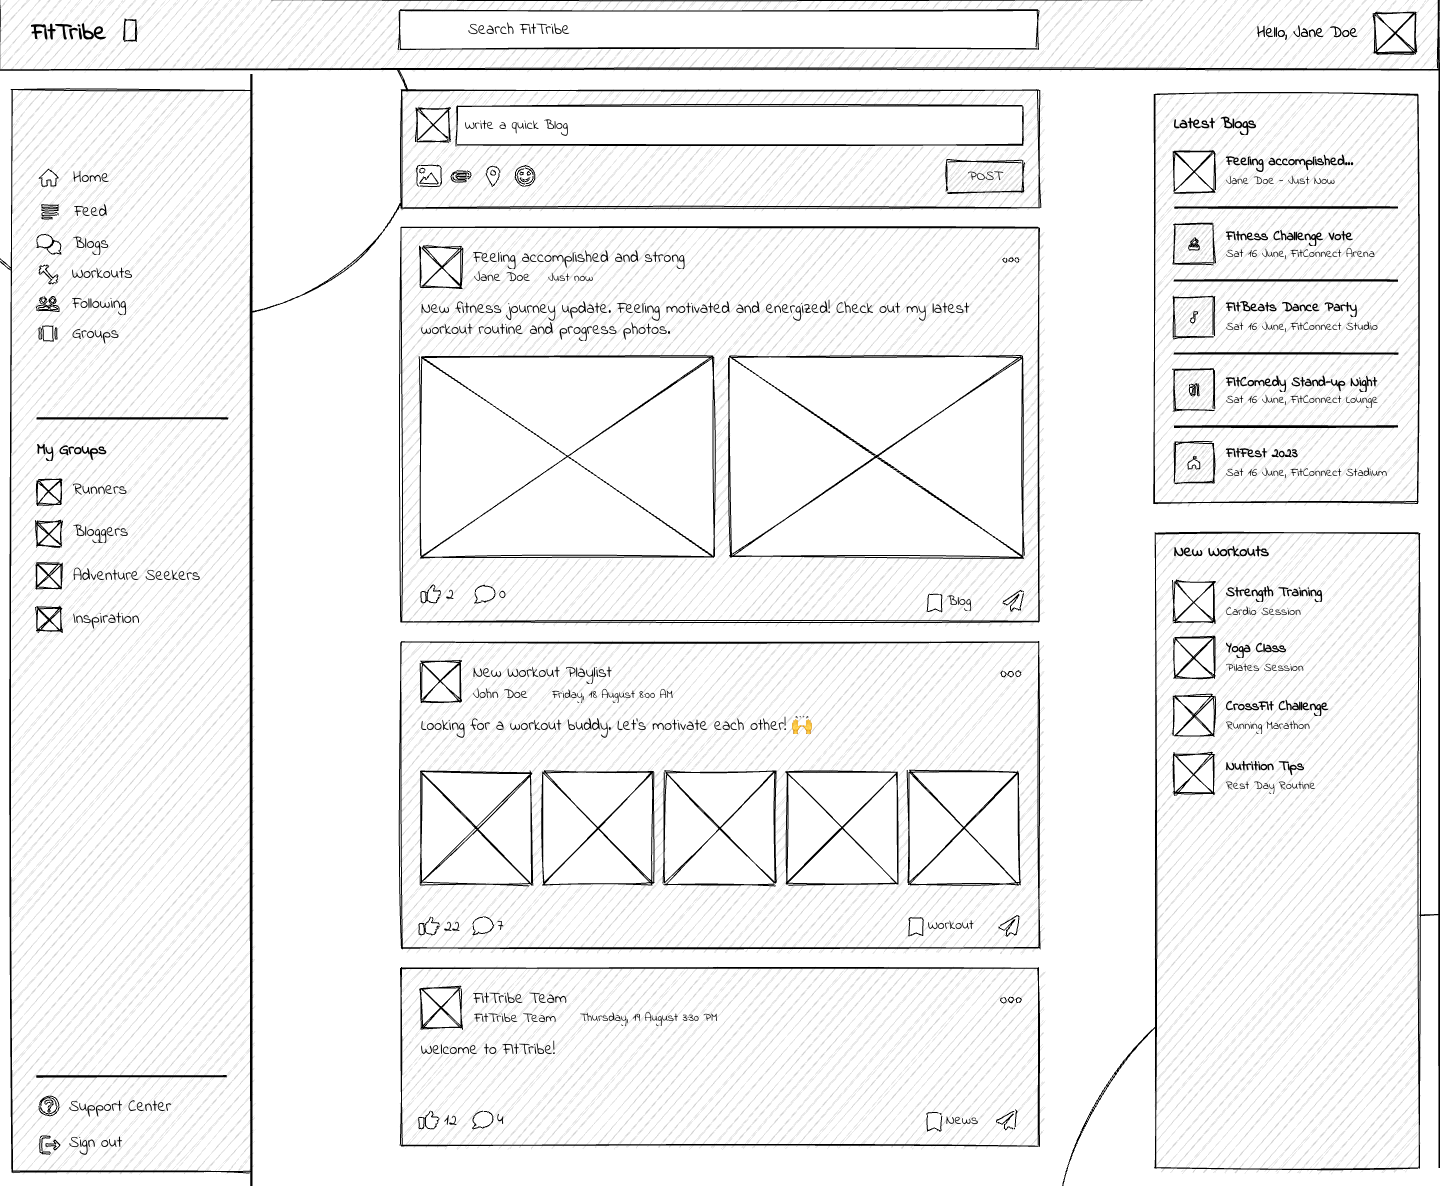 FitTribe
Search FitTribe
Hello, Jane Doe
Home
Feed
Blogs
Workouts
Following
Groups
My Groups
Runners
Bloggers
Adventure Seekers
Inspiration
Support Center
Sign out
Write a quick Blog
POST
Feeling accomplished and strong
Jane Doe Just now
New fitness journey update. Feeling motivated and energized! Check out my latest
workout routine and progress photos.
2 0 Blog
New Workout Playlist
John Doe Friday, 18 August 8:00 AM
Looking for a workout buddy. Let's motivate each other! 🙌
22 7 Workout
FitTribe Team
FitTribe Team Thursday, 17 August 3:30 PM
Welcome to FitTribe!
12 4 News
Latest Blogs
Feeling accomplished...
Jane Doe - Just Now
Fitness Challenge Vote
Sat 16 June, FitConnect Arena
FitBeats Dance Party
Sat 16 June, FitConnect Studio
FitComedy Stand-up Night
Sat 16 June, FitConnect Lounge
FitFest 2023
Sat 16 June, FitConnect Stadium
New Workouts
Strength Training
Cardio Session
Yoga Class
Pilates Session
CrossFit Challenge
Running Marathon
Nutrition Tips
Rest Day Routine